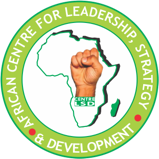 AFRICAN CENTRE FOR LEADERSHIP, STRATEGY
& DEVELOPMENT
CENTRE
LSD